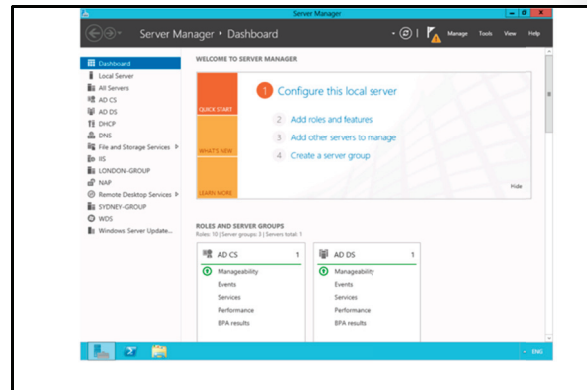 Server Manager
Server Manager • Dashboard
Manage Tools View Help
Dashboard
Local Server
All Servers
AD CS
AD DS
DHCP
DNS
File and Storage Services
IIS
LONDON-GROUP
NAP
Remote Desktop Services
SYDNEY-GROUP
WDS
Windows Server Update...
WELCOME TO SERVER MANAGER
QUICK START
WHAT'S NEW
LEARN MORE
1 Configure this local server
2 Add roles and features
3 Add other servers to manage
4 Create a server group
Hide
ROLES AND SERVER GROUPS
Roles: 10 | Server groups: 3 | Servers total: 1
AD CS 1
Manageability
Events
Services
Performance
BPA results
AD DS 1
Manageability
Events
Services
Performance
BPA results
ENG